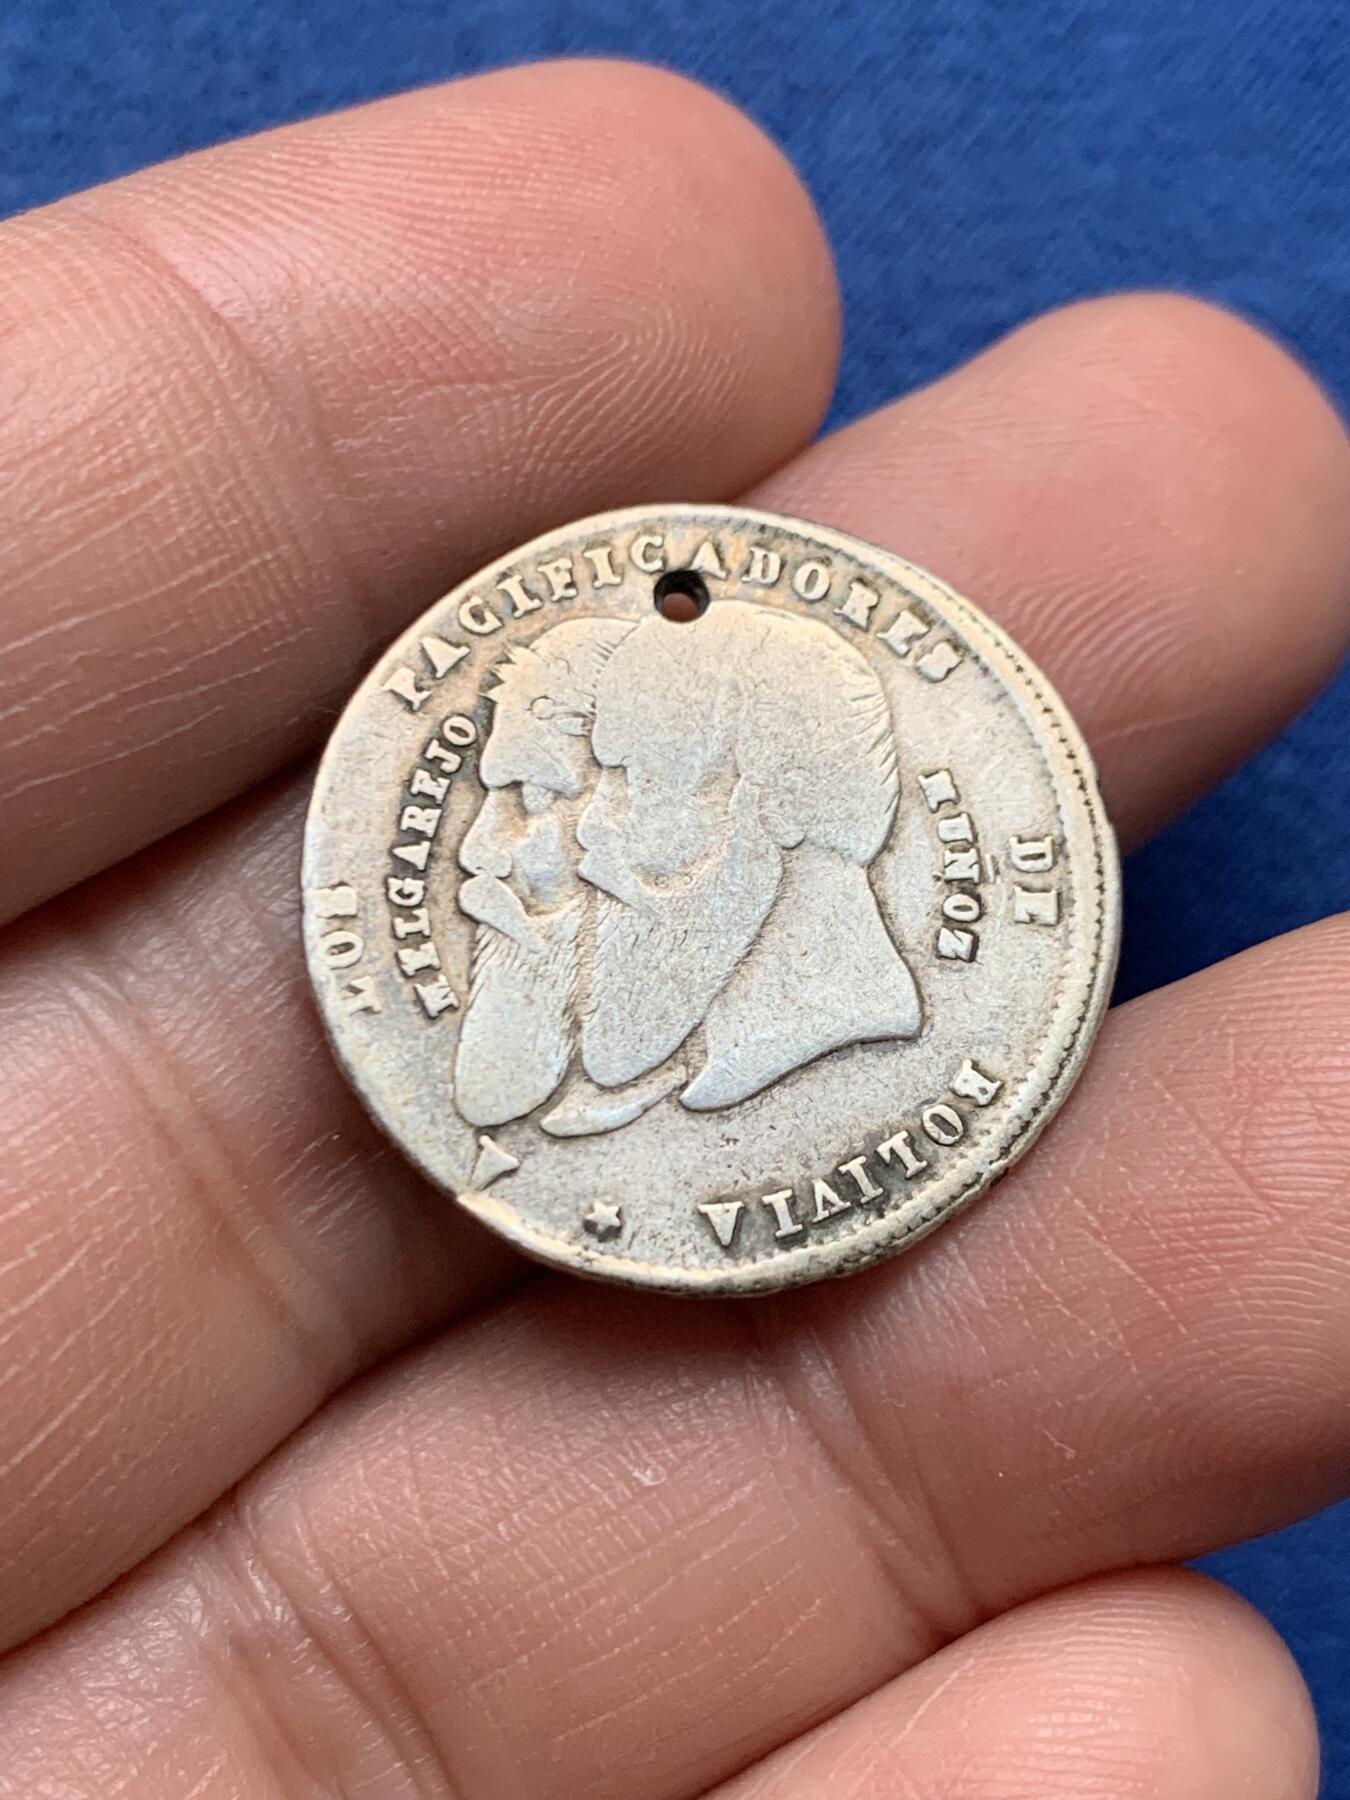 A LOS PACIFICADORES DE BOLIVIA
MELGAREJO
MUÑOZ